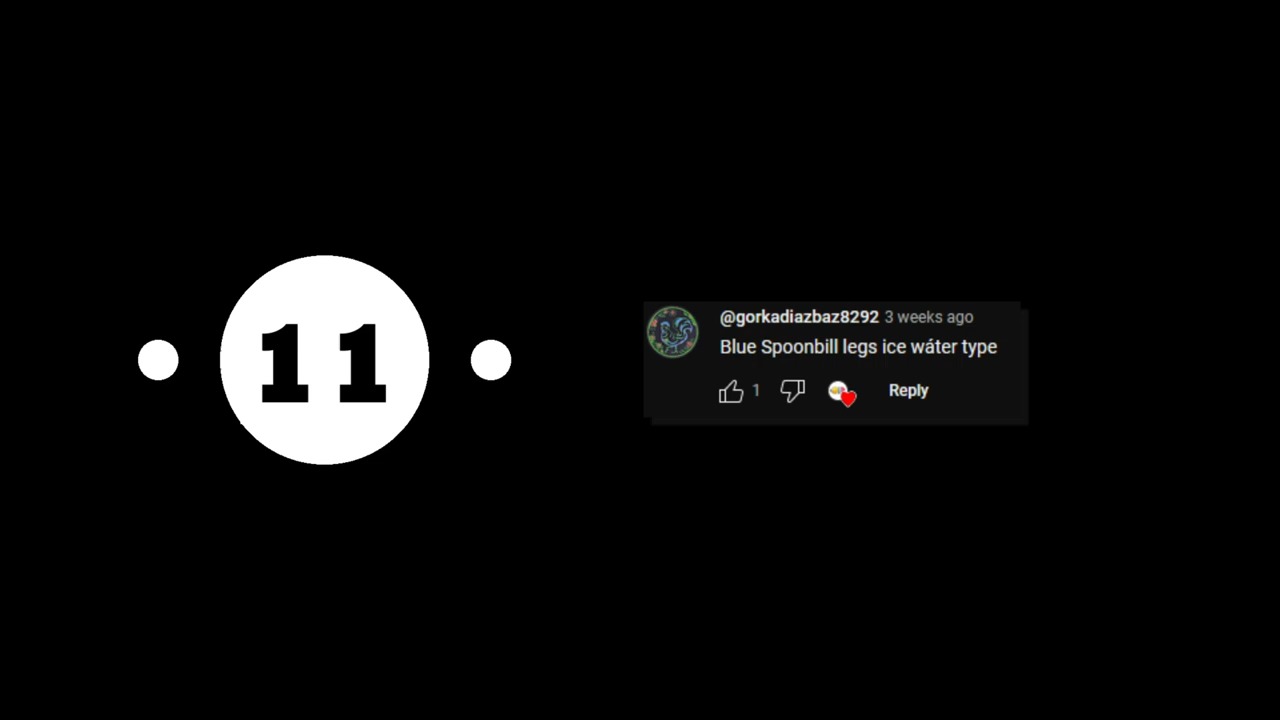 11
@gorkadiazbaz8292 3 weeks ago
Blue Spoonbill legs ice wáter type
1 Reply